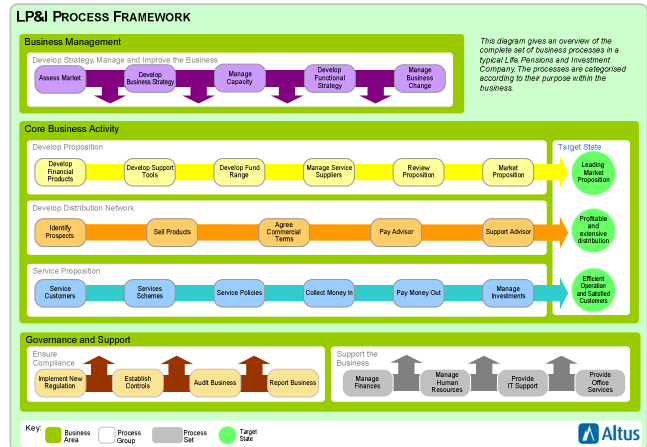 LP&I PROCESS FRAMEWORK
Business Management
Develop Strategy, Manage and Improve the Business
Assess Market
Develop
Business Strategy
Manage
Capacity
Develop
Functional
Strategy
Manage
Business
Change
This diagram gives an overview of the
complete set of business processes in a
typical Life, Pensions and Investment
Company. The processes are categorised
according to their purpose within the
business.
Core Business Activity
Develop Proposition
Develop
Financial
Products
Develop Support
Tools
Develop Fund
Range
Manage Service
Suppliers
Review
Proposition
Market
Proposition
Target State
Leading
Market
Proposition
Develop Distribution Network
Identify
Prospects
Sell Products
Agree
Commercial
Terms
Pay Advisor
Support Advisor
Profitable
and
extensive
distribution
Service Proposition
Service
Customers
Services
Schemes
Service Policies
Collect Money In
Pay Money Out
Manage
Investments
Efficient
Operation
and Satisfied
Customers
Governance and Support
Ensure
Compliance
Implement New
Regulation
Establish
Controls
Audit Business
Report Business
Support the
Business
Manage
Finances
Manage
Human
Resources
Provide
IT Support
Provide
Office
Services
Key:
Business
Area
Process
Group
Process
Set
Target
State
Altus